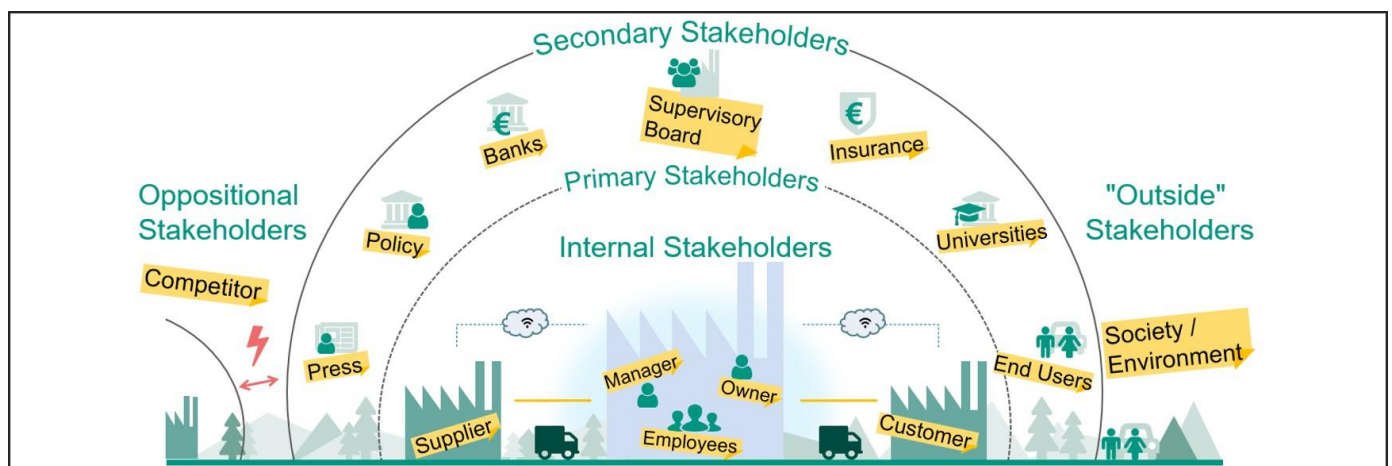 Secondary Stakeholders
Supervisory
Board
Banks
Insurance
Primary Stakeholders
Oppositional
Stakeholders
"Outside"
Stakeholders
Policy
Universities
Internal Stakeholders
Competitor
Press
Manager
Owner
End Users
Society /
Environment
Supplier
Employees
Customer